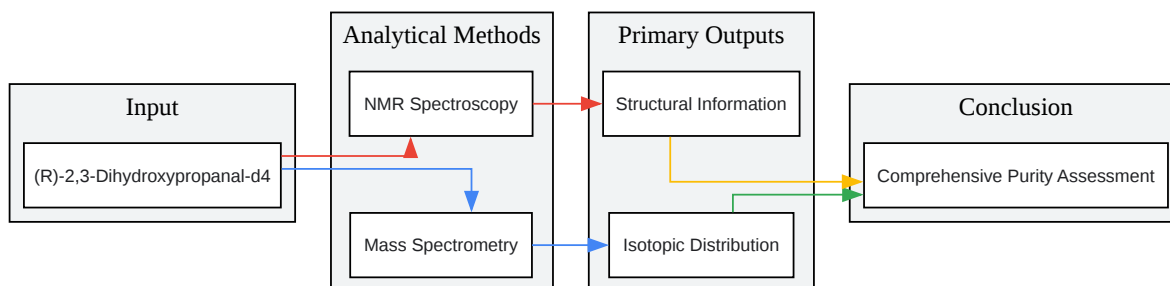 Input
(R)-2,3-Dihydroxypropanal-d4
Analytical Methods
NMR Spectroscopy
Mass Spectrometry
Primary Outputs
Structural Information
Isotopic Distribution
Conclusion
Comprehensive Purity Assessment